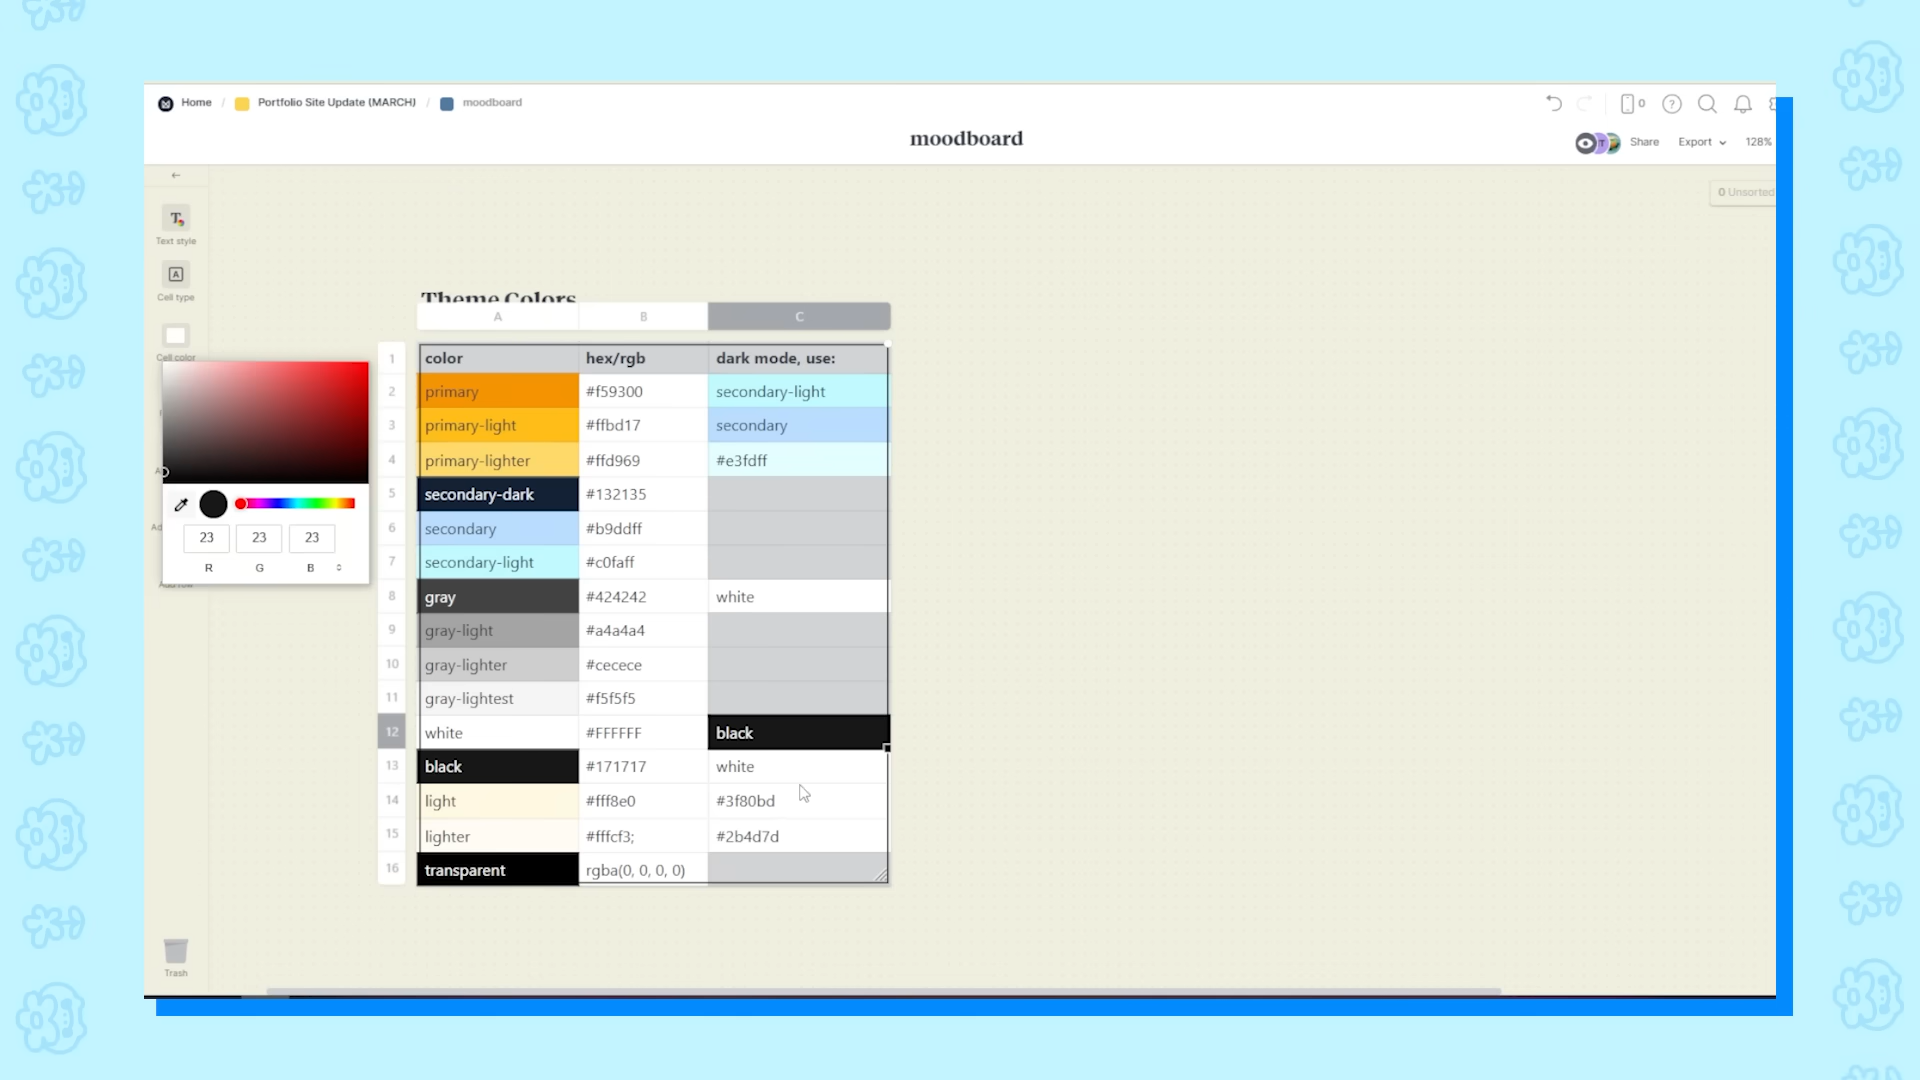 Home / Portfolio Site Update (MARCH) / moodboard
0
moodboard
Share Export 128%
0 Unsorted
Text style
Cell type
Cell color
Theme Colors
A B C
1 color hex/rgb dark mode, use:
2 primary #f59300 secondary-light
3 primary-light #ffbd17 secondary
4 primary-lighter #ffd969 #e3fdff
5 secondary-dark #132135
6 secondary #b9ddff
7 secondary-light #c0faff
8 gray #424242 white
9 gray-light #a4a4a4
10 gray-lighter #cecece
11 gray-lightest #f5f5f5
12 white #FFFFFF black
13 black #171717 white
14 light #fff8e0 #3f80bd
15 lighter #fffcf3; #2b4d7d
16 transparent rgba(0, 0, 0, 0)
23 23 23
R G B
Add row
Trash